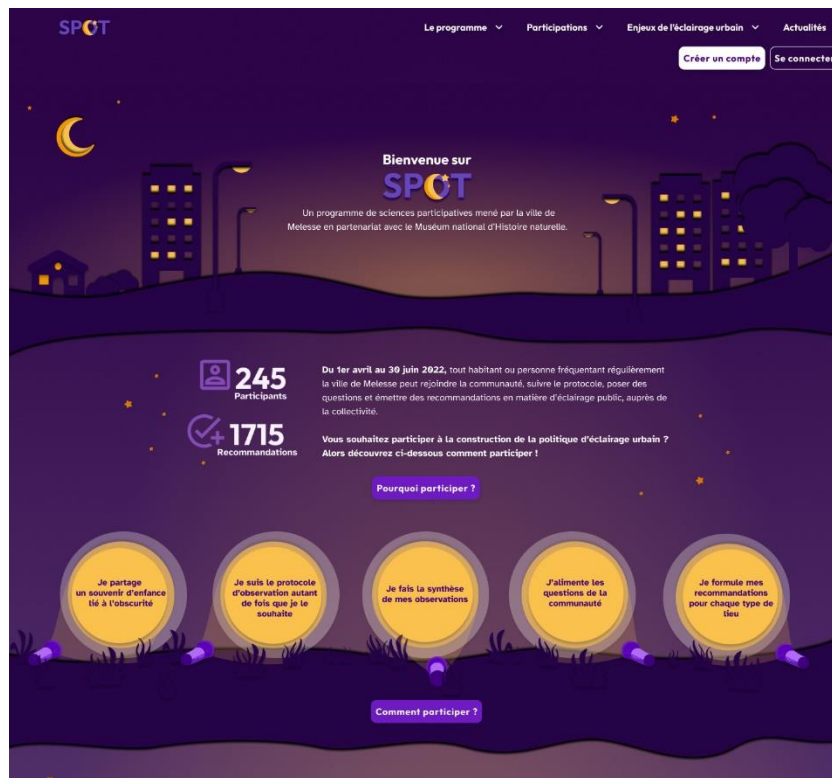 SPOT
Le programme
Participations
Enjeux de l'éclairage urbain
Actualités
Créer un compte
Se connecter
Bienvenue sur
SPOT
Un programme de sciences participatives mené par la ville de
Melesse en partenariat avec le Muséum national d'Histoire naturelle.
245
Participants
1715
Recommandations
Du 1er avril au 30 juin 2022, tout habitant ou personne fréquentant régulièrement
la ville de Melesse peut rejoindre la communauté, suivre le protocole, poser des
questions et émettre des recommandations en matière d'éclairage public, auprès de
la collectivité.
Vous souhaitez participer à la construction de la politique d'éclairage urbain ?
Alors découvrez ci-dessous comment participer !
Pourquoi participer ?
Je partage
un souvenir d'enfance
lié à l'obscurité
Je suis le protocole
d'observation autant
de fois que je le
souhaite
Je fais la synthèse
de mes observations
J'alimente les
questions de la
communauté
Je formule mes
recommandations
pour chaque type de
lieu
Comment participer ?